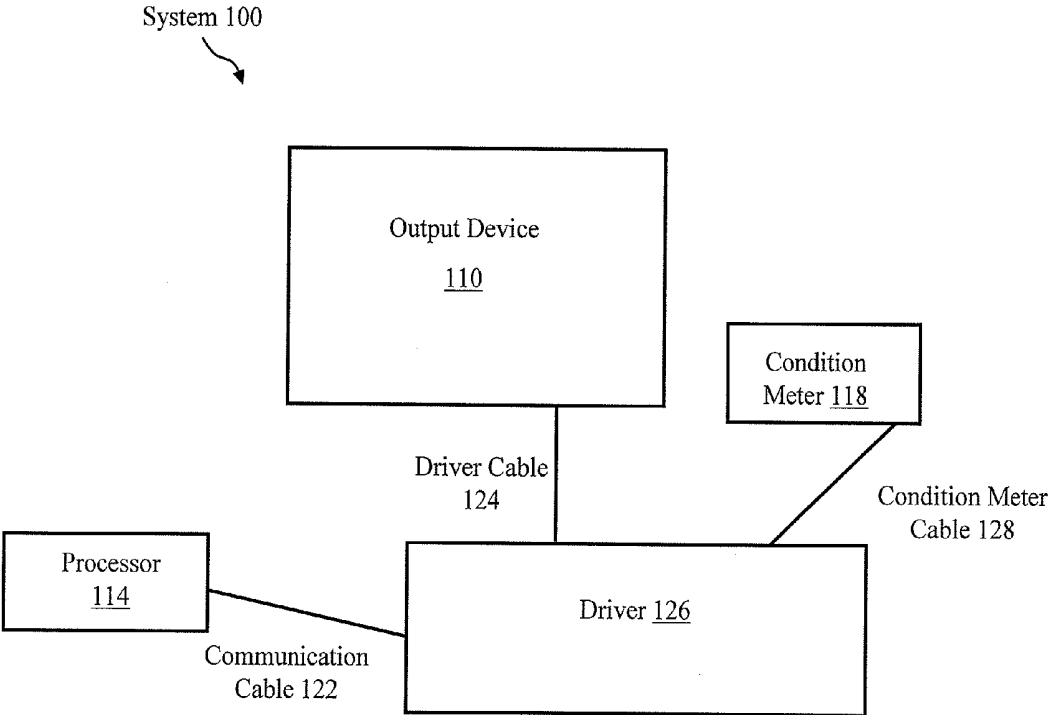 System 100
Output Device
110
Condition
Meter 118
Driver Cable
124
Condition Meter
Cable 128
Processor
114
Driver 126
Communication
Cable 122